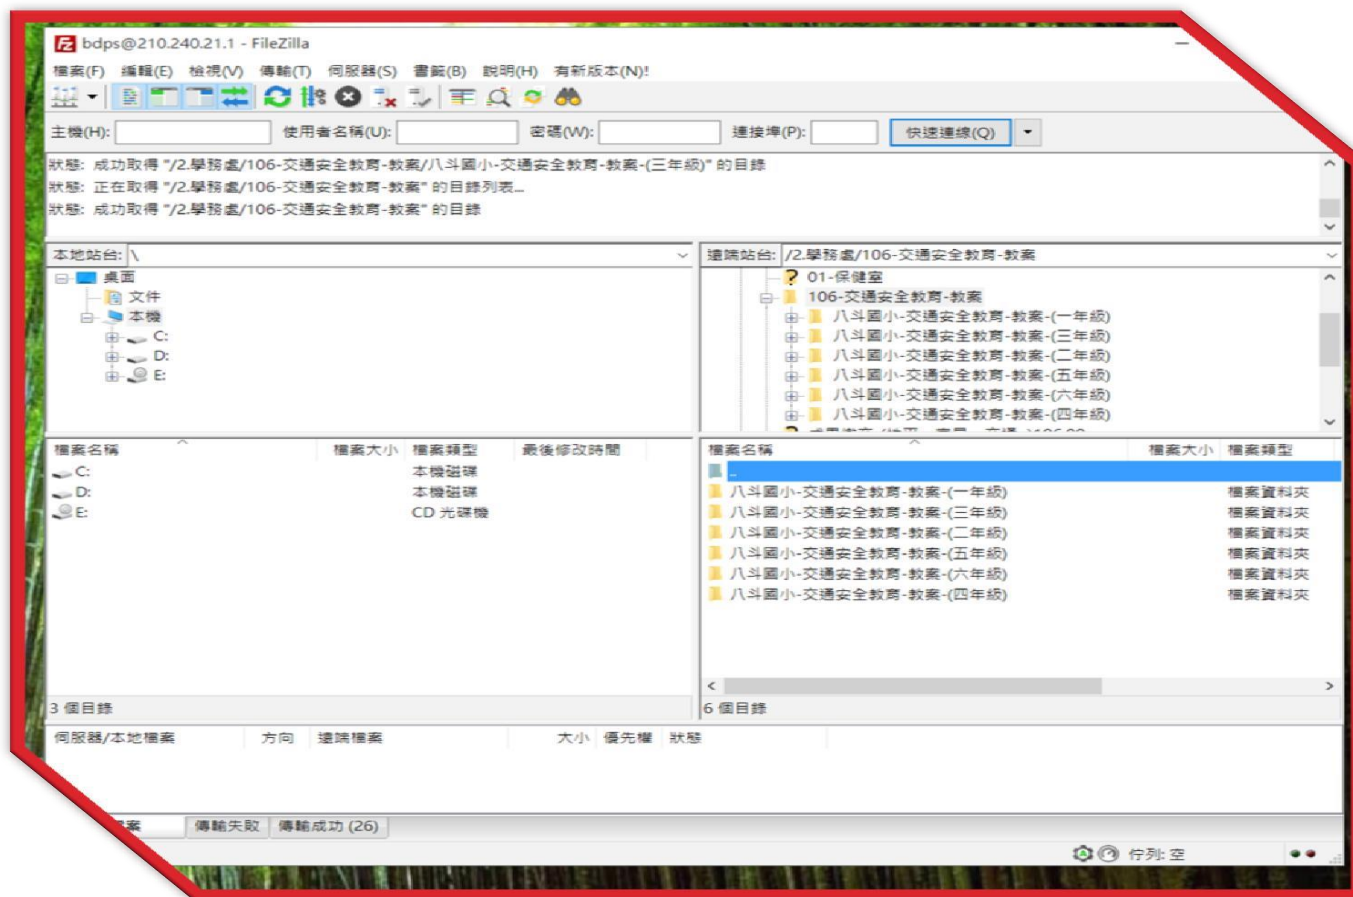 bdps@210.240.21.1 - FileZilla
檔案(F) 編輯(E) 檢視(V) 傳輸(T) 伺服器(S) 書籤(B) 說明(H) 有新版本(N)!
主機(H): 使用者名稱(U): 密碼(W): 連接埠(P): 快速連線(Q)
狀態: 成功取得 "/2.學務處/106-交通安全教育-教案/八斗國小-交通安全教育-教案-(三年級)" 的目錄
狀態: 正在取得 "/2.學務處/106-交通安全教育-教案" 的目錄列表...
狀態: 成功取得 "/2.學務處/106-交通安全教育-教案" 的目錄
本地站台: \
桌面
文件
本機
C:
D:
E:
遠端站台: /2.學務處/106-交通安全教育-教案
01-保健室
106-交通安全教育-教案
八斗國小-交通安全教育-教案-(一年級)
八斗國小-交通安全教育-教案-(三年級)
八斗國小-交通安全教育-教案-(二年級)
八斗國小-交通安全教育-教案-(五年級)
八斗國小-交通安全教育-教案-(六年級)
八斗國小-交通安全教育-教案-(四年級)
檔案名稱 檔案大小 檔案類型 最後修改時間
C: 本機磁碟
D: 本機磁碟
E: CD 光碟機
3 個目錄
檔案名稱 檔案大小 檔案類型
..
八斗國小-交通安全教育-教案-(一年級) 檔案資料夾
八斗國小-交通安全教育-教案-(三年級) 檔案資料夾
八斗國小-交通安全教育-教案-(二年級) 檔案資料夾
八斗國小-交通安全教育-教案-(五年級) 檔案資料夾
八斗國小-交通安全教育-教案-(六年級) 檔案資料夾
八斗國小-交通安全教育-教案-(四年級) 檔案資料夾
6 個目錄
伺服器/本地檔案 方向 遠端檔案 大小 優先權 狀態
案 傳輸失敗 傳輸成功 (26)
佇列: 空